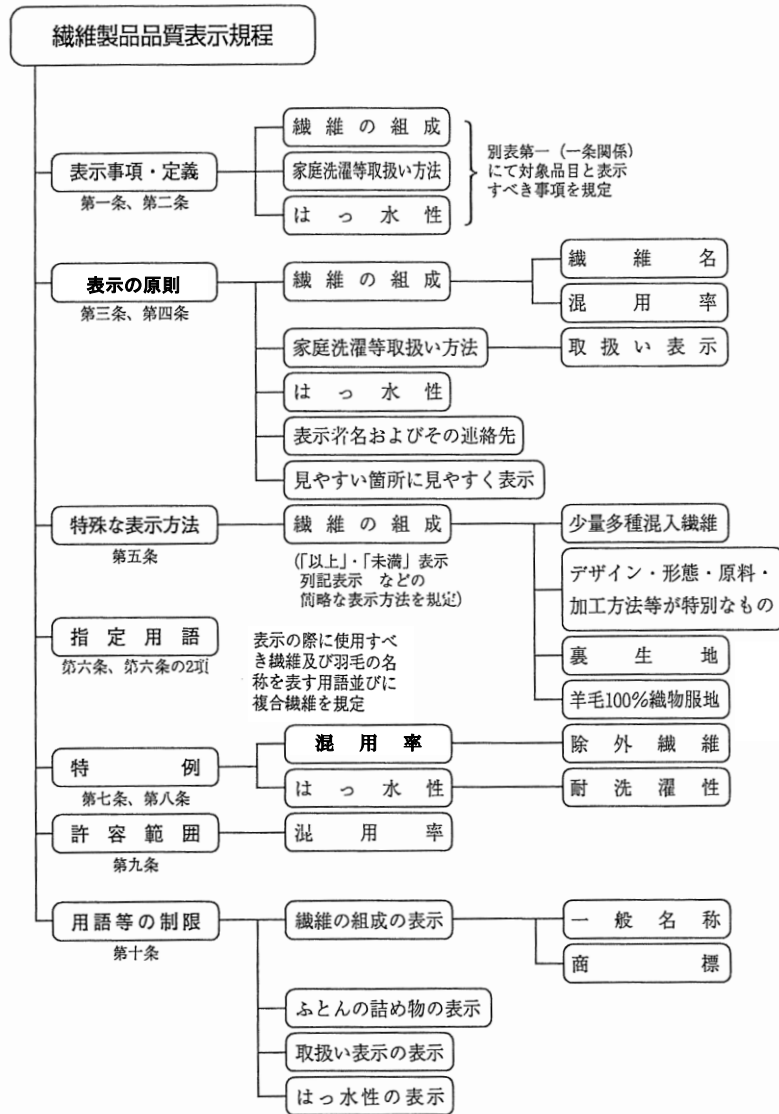 繊維製品品質表示規程
表示事項・定義
第一条、第二条
繊維の組成
家庭洗濯等取扱い方法
はっ水性
別表第一（一条関係）
にて対象品目と表示
すべき事項を規定
表示の原則
第三条、第四条
繊維の組成
繊維名
混用率
家庭洗濯等取扱い方法
取扱い表示
はっ水性
表示者名およびその連絡先
見やすい箇所に見やすく表示
特殊な表示方法
第五条
繊維の組成
(「以上」・「未満」表示
列記表示 などの
簡略な表示方法を規定)
少量多種混入繊維
デザイン・形態・原料・
加工方法等が特別なもの
裏生地
羊毛100%織物服地
指定用語
第六条、第六条の2項
表示の際に使用すべ
き繊維及び羽毛の名
称を表す用語並びに
複合繊維を規定
特例
第七条、第八条
混用率
除外繊維
はっ水性
耐洗濯性
許容範囲
第九条
混用率
用語等の制限
第十条
繊維の組成の表示
一般名称
商標
ふとんの詰め物の表示
取扱い表示の表示
はっ水性の表示